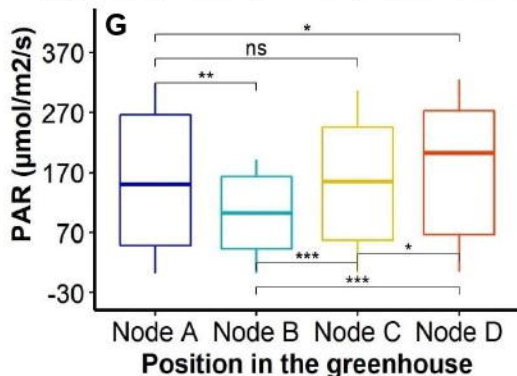 G
*
370
ns
**
270
170
70
***
*
***
-30
PAR (µmol/m2/s)
Node A Node B Node C Node D
Position in the greenhouse